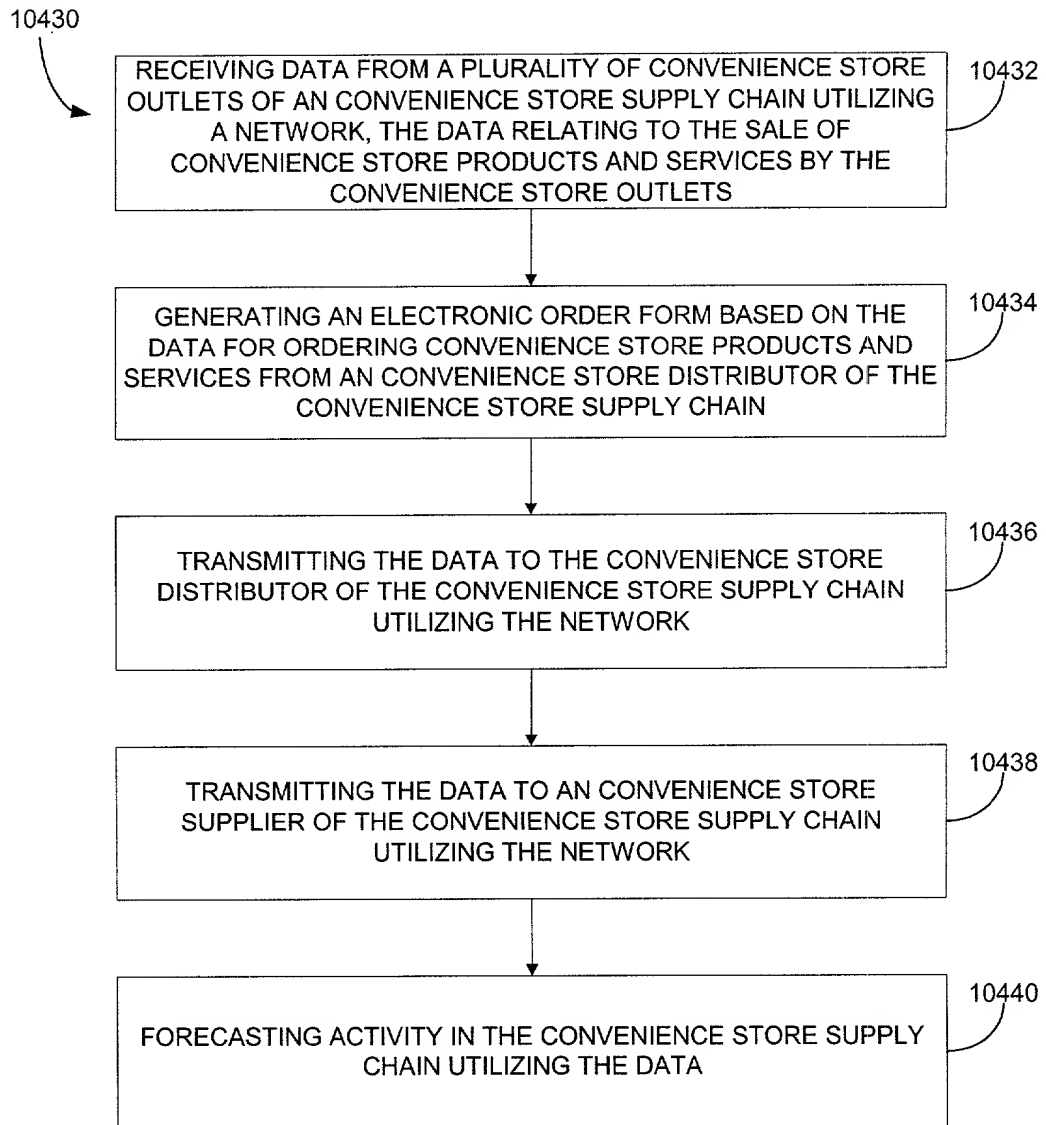 10430
RECEIVING DATA FROM A PLURALITY OF CONVENIENCE STORE
OUTLETS OF AN CONVENIENCE STORE SUPPLY CHAIN UTILIZING
A NETWORK, THE DATA RELATING TO THE SALE OF
CONVENIENCE STORE PRODUCTS AND SERVICES BY THE
CONVENIENCE STORE OUTLETS
10432
GENERATING AN ELECTRONIC ORDER FORM BASED ON THE
DATA FOR ORDERING CONVENIENCE STORE PRODUCTS AND
SERVICES FROM AN CONVENIENCE STORE DISTRIBUTOR OF THE
CONVENIENCE STORE SUPPLY CHAIN
10434
TRANSMITTING THE DATA TO THE CONVENIENCE STORE
DISTRIBUTOR OF THE CONVENIENCE STORE SUPPLY CHAIN
UTILIZING THE NETWORK
10436
TRANSMITTING THE DATA TO AN CONVENIENCE STORE
SUPPLIER OF THE CONVENIENCE STORE SUPPLY CHAIN
UTILIZING THE NETWORK
10438
FORECASTING ACTIVITY IN THE CONVENIENCE STORE SUPPLY
CHAIN UTILIZING THE DATA
10440